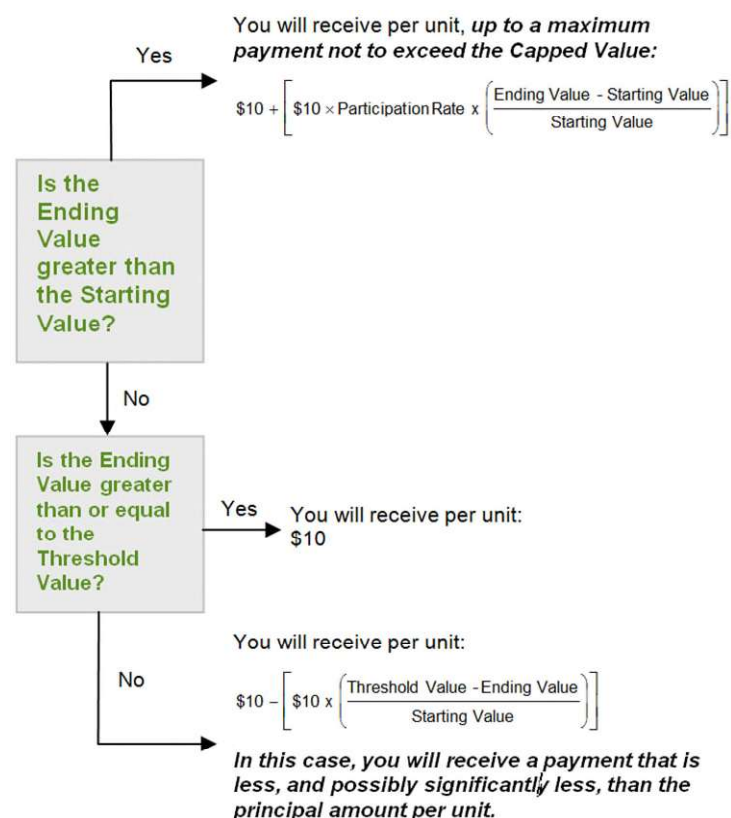 You will receive per unit, up to a maximum
payment not to exceed the Capped Value:
Yes
$10 + [ $10 × Participation Rate x ( Ending Value - Starting Value / Starting Value ) ]
Is the
Ending
Value
greater than
the Starting
Value?
No
Is the Ending
Value greater
than or equal
to the
Threshold
Value?
Yes
You will receive per unit:
$10
No
You will receive per unit:
$10 – [ $10 x ( Threshold Value - Ending Value / Starting Value ) ]
In this case, you will receive a payment that is
less, and possibly significantly less, than the
principal amount per unit.